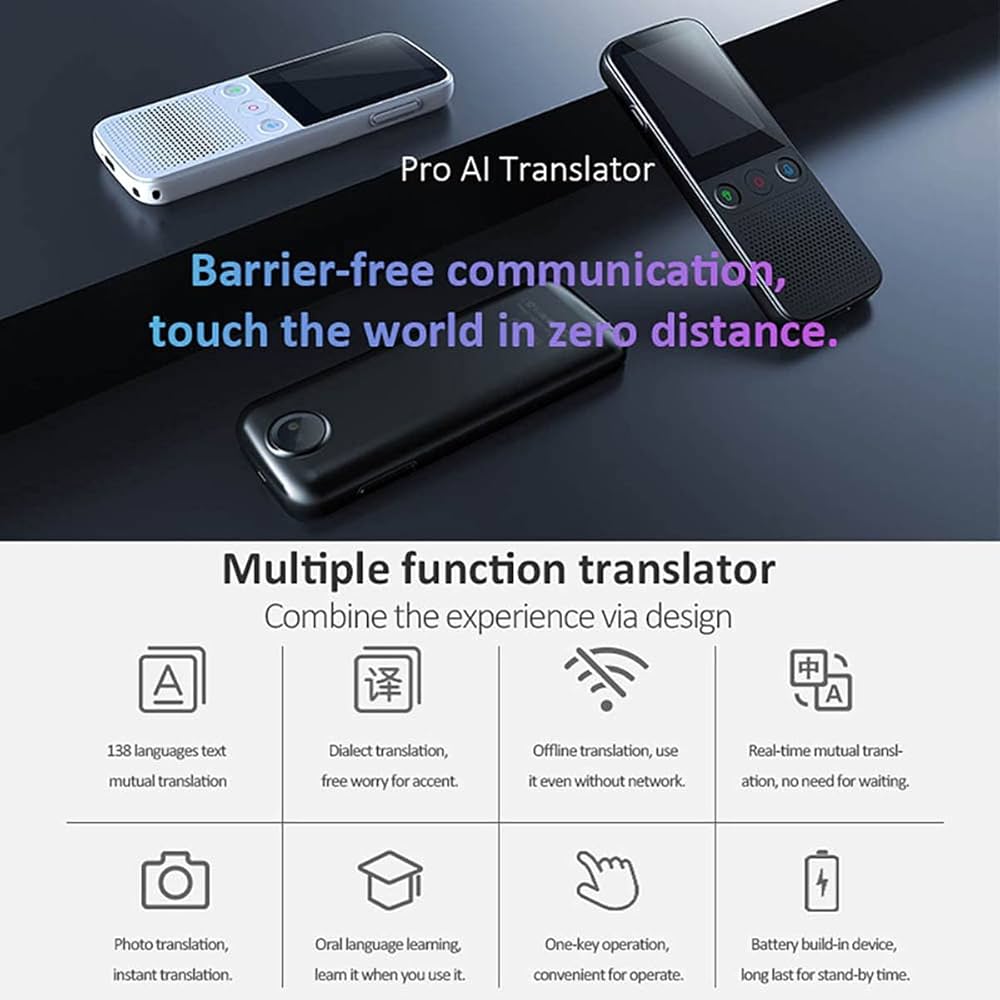 Pro AI Translator
Barrier-free communication,
touch the world in zero distance.
Multiple function translator
Combine the experience via design
A
译
中
A
138 languages text
mutual translation
Dialect translation,
free worry for accent.
Offline translation, use
it even without network.
Real-time mutual transl-
ation, no need for waiting.
Photo translation,
instant translation.
Oral language learning,
learn it when you use it.
One-key operation,
convenient for operate.
Battery build-in device,
long last for stand-by time.